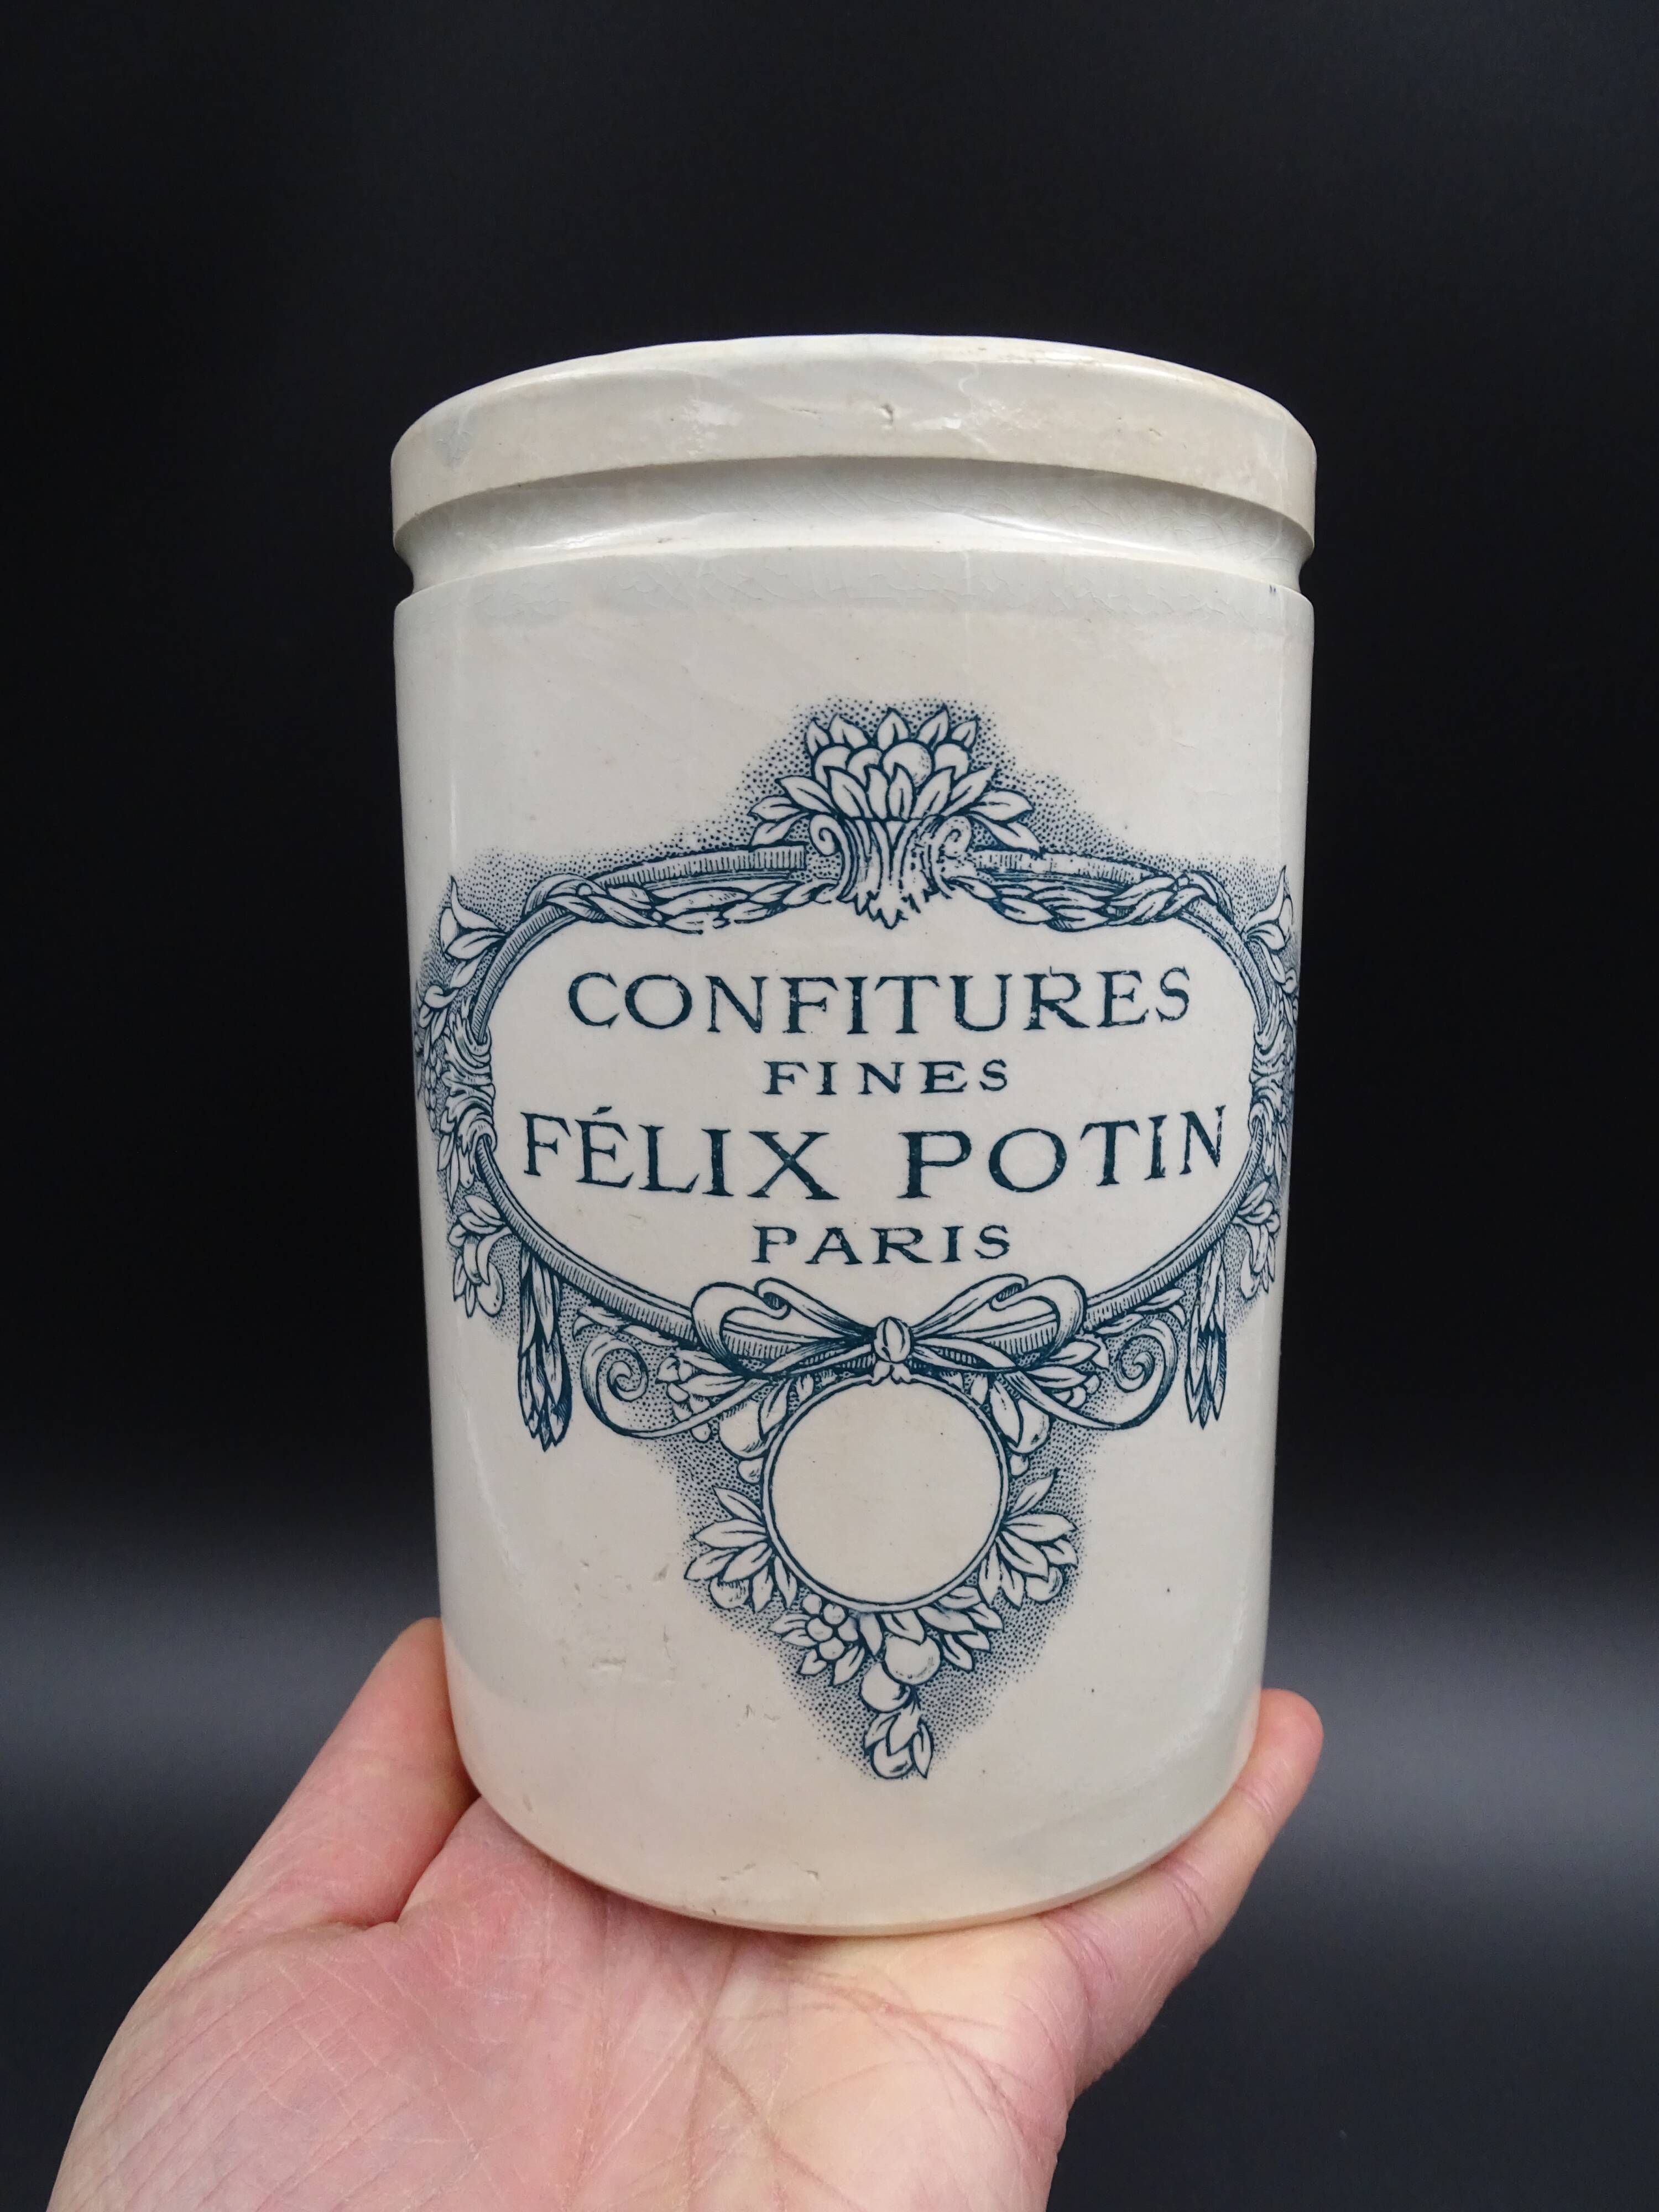 CONFITURES
FINES
FÉLIX POTIN
PARIS